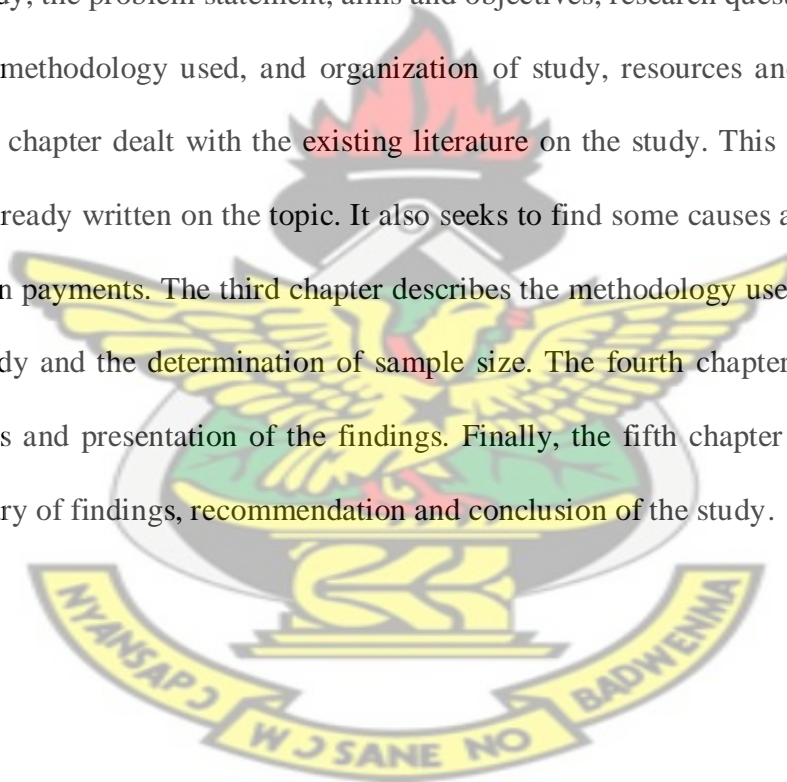 dy, the problem statement, aims and objectives, research ques
methodology used, and organization of study, resources an
chapter dealt with the existing literature on the study. This
ready written on the topic. It also seeks to find some causes a
n payments. The third chapter describes the methodology use
dy and the determination of sample size. The fourth chapter
s and presentation of the findings. Finally, the fifth chapter
ry of findings, recommendation and conclusion of the study.
NYANSAPƆ WƆ SANE NO BADWENMA